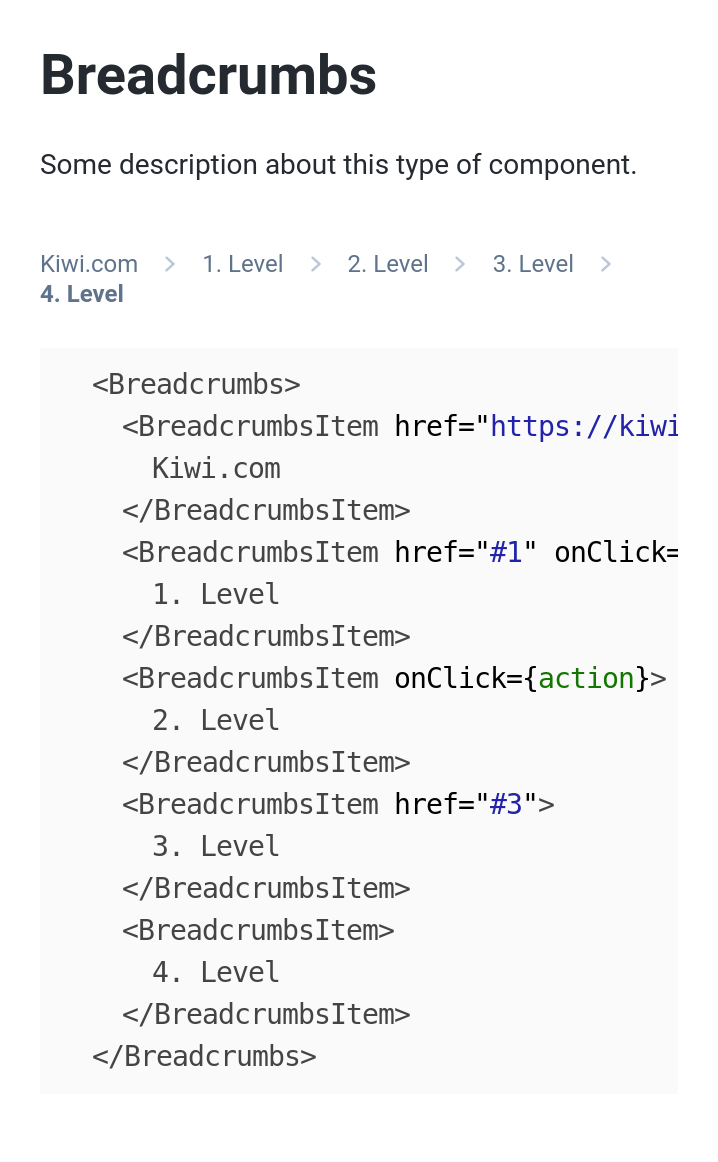 Breadcrumbs
Some description about this type of component.
Kiwi.com > 1. Level > 2. Level > 3. Level >
4. Level
<Breadcrumbs>
<BreadcrumbsItem href="https://kiwi
Kiwi.com
</BreadcrumbsItem>
<BreadcrumbsItem href="#1" onClick=
1. Level
</BreadcrumbsItem>
<BreadcrumbsItem onClick={action}>
2. Level
</BreadcrumbsItem>
<BreadcrumbsItem href="#3">
3. Level
</BreadcrumbsItem>
<BreadcrumbsItem>
4. Level
</BreadcrumbsItem>
</Breadcrumbs>